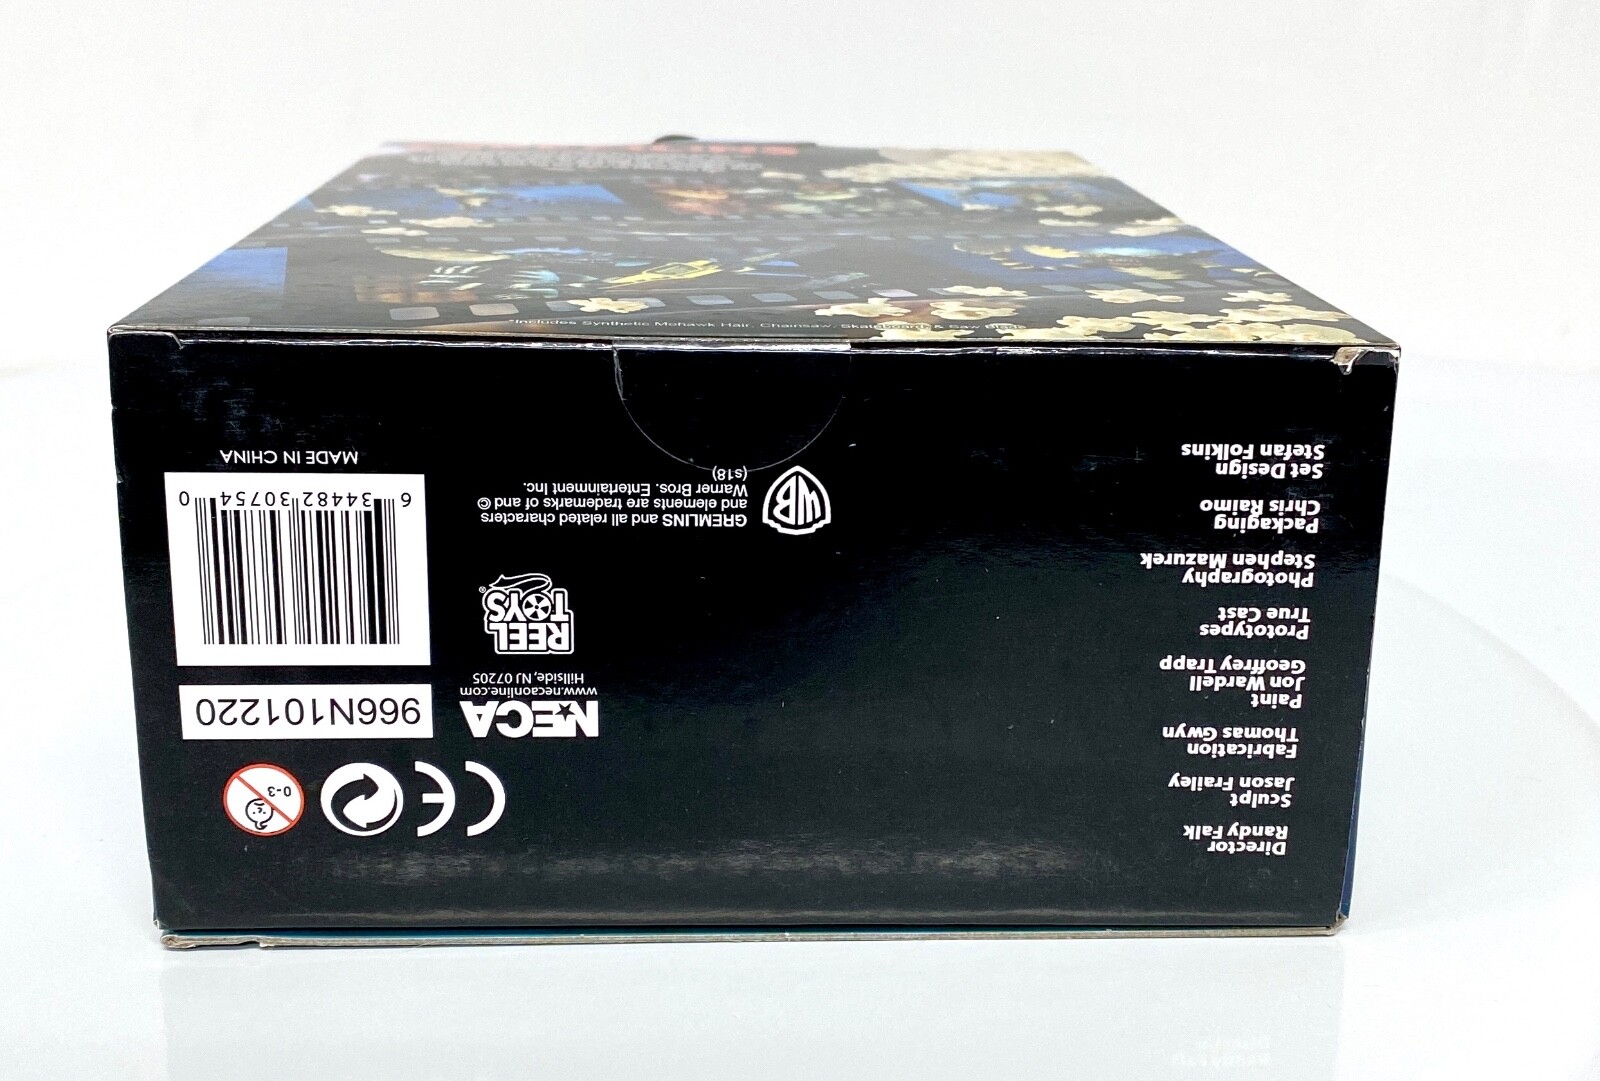 *Includes Synthetic Mohawk Hair, Chainsaw, Skateboard & Saw Blade
Director
Randy Falk
Sculpt
Jason Frailey
Fabrication
Thomas Gwyn
Paint
Jon Wardell
Geoffrey Trapp
Prototypes
True Cast
Photography
Stephen Mazurek
Packaging
Chris Raimo
Set Design
Stefan Folkins
CE
0-3
NECA
www.necaonline.com
Hillside, NJ 07205
REEL
TOYS
®
WB
GREMLINS and all related characters
and elements are trademarks of and ©
Warner Bros. Entertainment Inc.
(s18)
966N101220
6 34482 30754 0
MADE IN CHINA